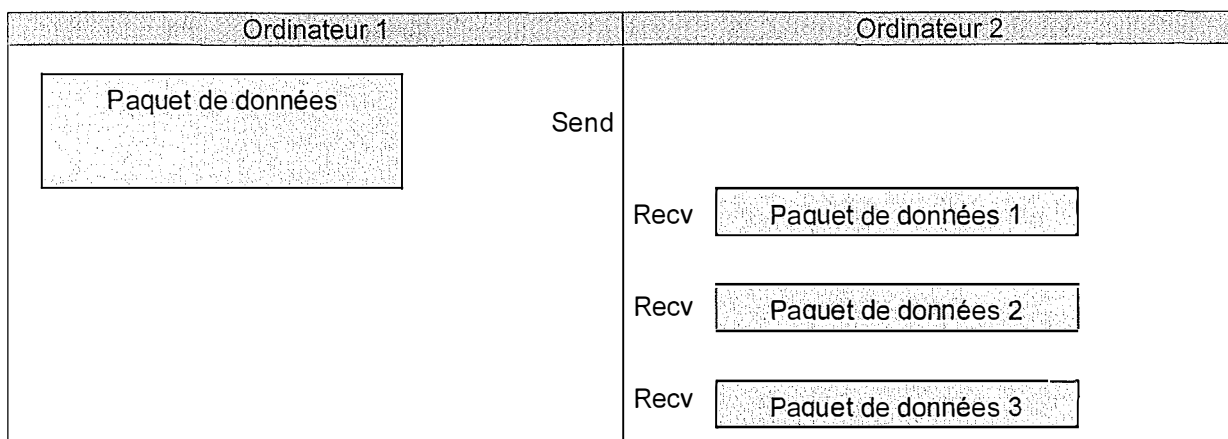 Ordinateur 1
Ordinateur 2
Paquet de données
Send
Recv
Paquet de données 1
Recv
Paquet de données 2
Recv
Paquet de données 3